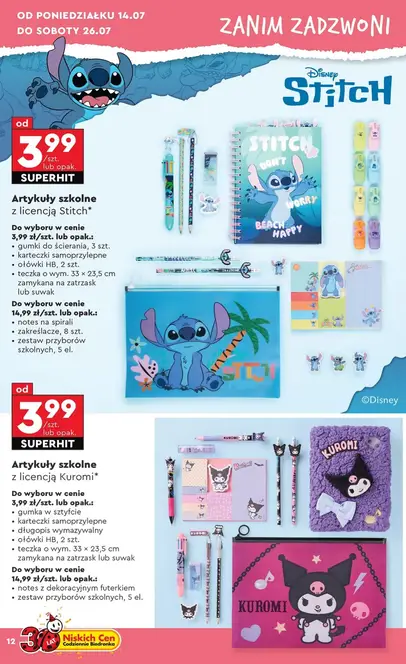 OD PONIEDZIAŁKU 14.07
DO SOBOTY 26.07
ZANIM ZADZWONI
Disney
STITCH
od
3,99
/szt.
lub opak.
SUPERHIT
Artykuły szkolne
z licencją Stitch*
Do wyboru w cenie
3,99 zł/szt. lub opak.:
• gumki do ścierania, 3 szt.
• karteczki samoprzylepne
• ołówki HB, 2 szt.
• teczka o wym. 33 × 23,5 cm
zamykana na zatrzask
lub suwak
Do wyboru w cenie
14,99 zł/szt. lub opak.:
• notes na spirali
• zakreślacze, 8 szt.
• zestaw przyborów
szkolnych, 5 el.
STITCH
DON'T
WORRY
BEACH
HAPPY
©Disney
od
3,99
/szt.
lub opak.
SUPERHIT
Artykuły szkolne
z licencją Kuromi*
Do wyboru w cenie
3,99 zł/szt. lub opak.:
• gumka w sztyfcie
• karteczki samoprzylepne
• długopis wymazywalny
• ołówki HB, 2 szt.
• teczka o wym. 33 × 23,5 cm
zamykana na zatrzask lub suwak
Do wyboru w cenie
14,99 zł/szt. lub opak.:
• notes z dekoracyjnym futerkiem
• zestaw przyborów szkolnych, 5 el.
KUROMI
KUROMI
12
30 LAT
Niskich Cen
Codziennie Biedronka